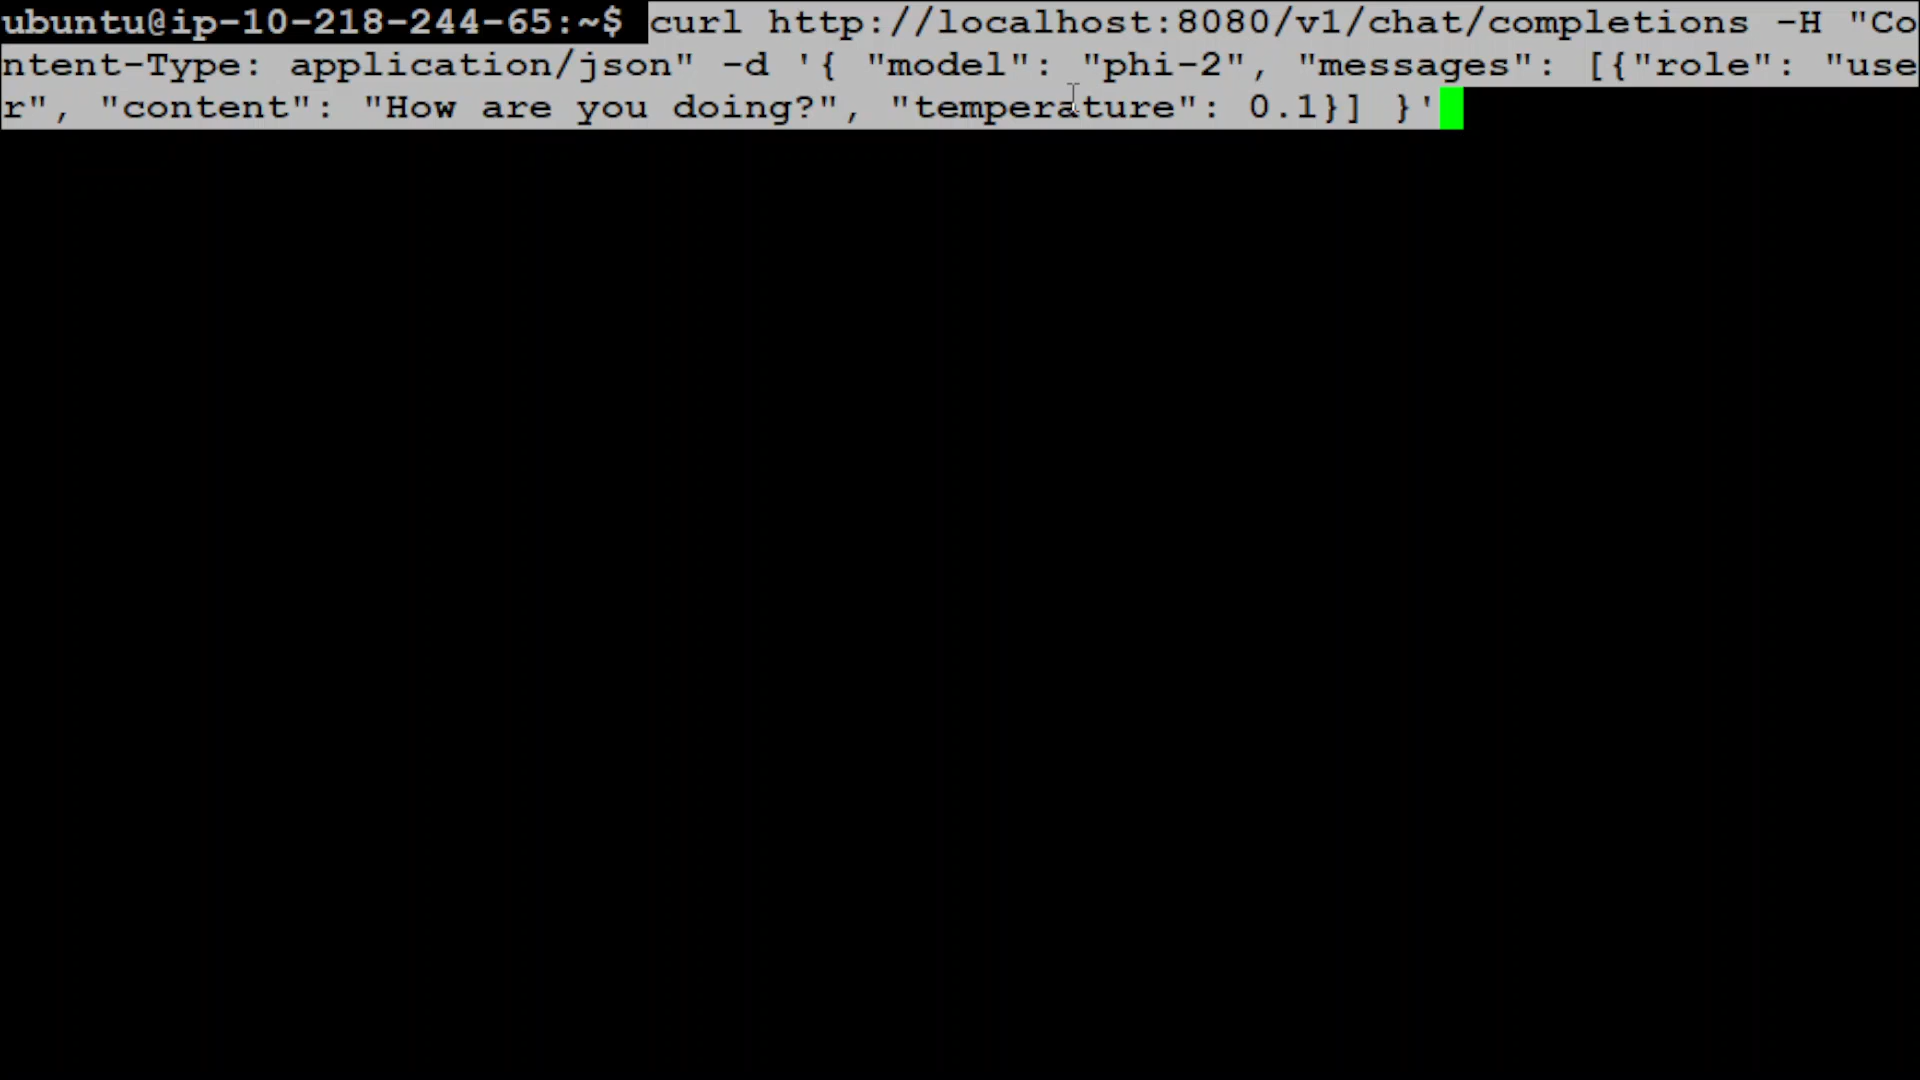 ubuntu@ip-10-218-244-65:~$ curl http://localhost:8080/v1/chat/completions -H "Co
ntent-Type: application/json" -d '{ "model": "phi-2", "messages": [{"role": "use
r", "content": "How are you doing?", "temperature": 0.1}] }'